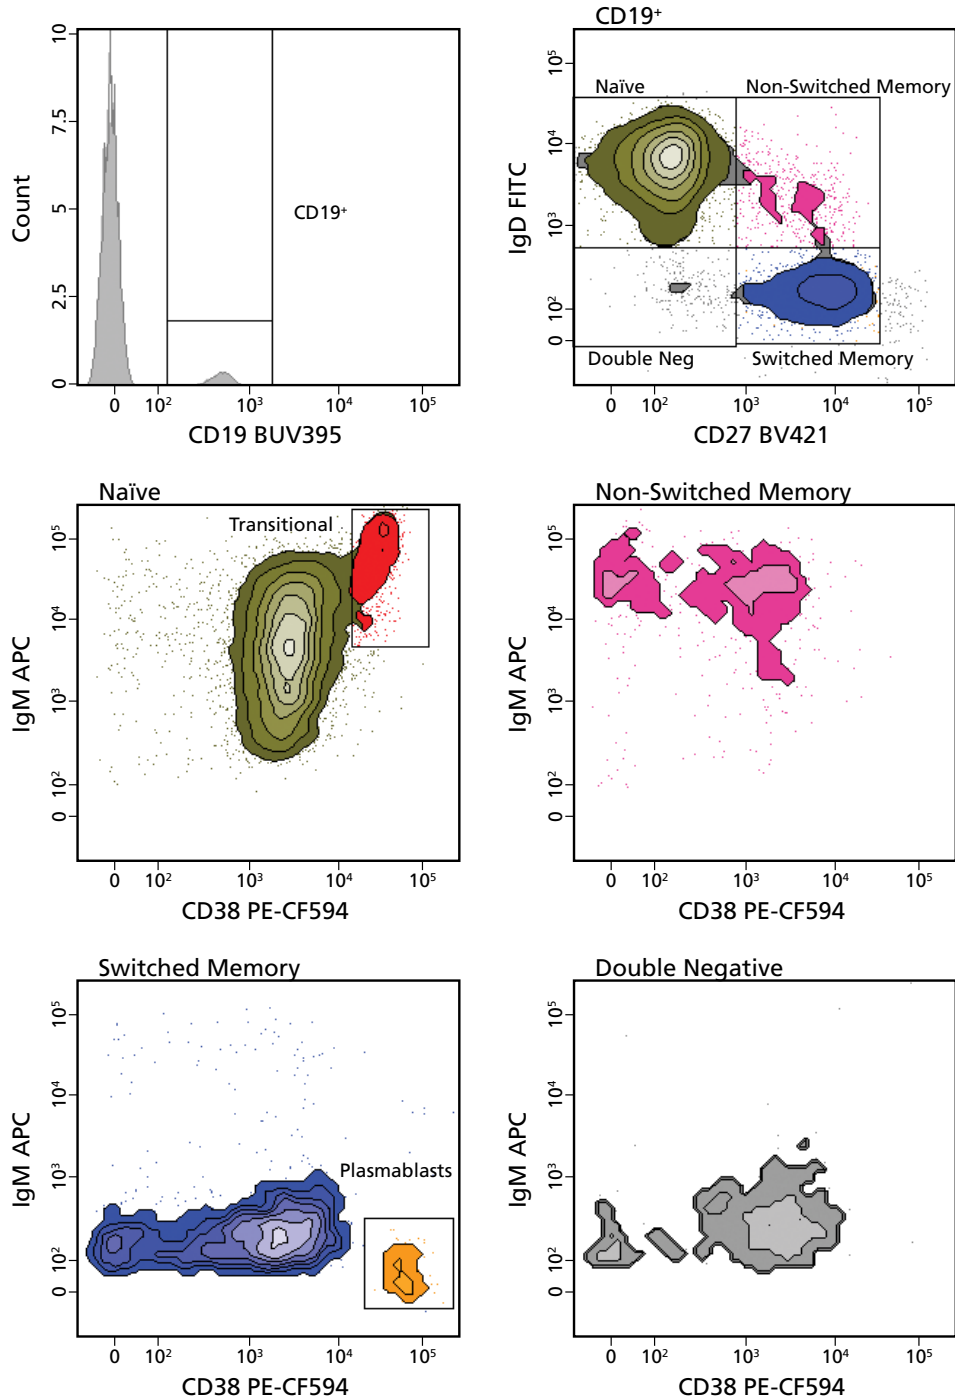 CD19⁺
10
7.5
5
2.5
0
Count
CD19⁺
0 10² 10³ 10⁴ 10⁵
CD19 BUV395
10⁵
10⁴
10³
10²
0
IgD FITC
Naïve
Non-Switched Memory
Double Neg
Switched Memory
0 10² 10³ 10⁴ 10⁵
CD27 BV421
Naïve
Transitional
10⁵
10⁴
10³
10²
0
IgM APC
0 10² 10³ 10⁴ 10⁵
CD38 PE-CF594
Non-Switched Memory
10⁵
10⁴
10³
10²
0
IgM APC
0 10² 10³ 10⁴ 10⁵
CD38 PE-CF594
Switched Memory
10⁵
10⁴
10³
10²
0
IgM APC
Plasmablasts
0 10² 10³ 10⁴ 10⁵
CD38 PE-CF594
Double Negative
10⁵
10⁴
10³
10²
0
IgM APC
0 10² 10³ 10⁴ 10⁵
CD38 PE-CF594